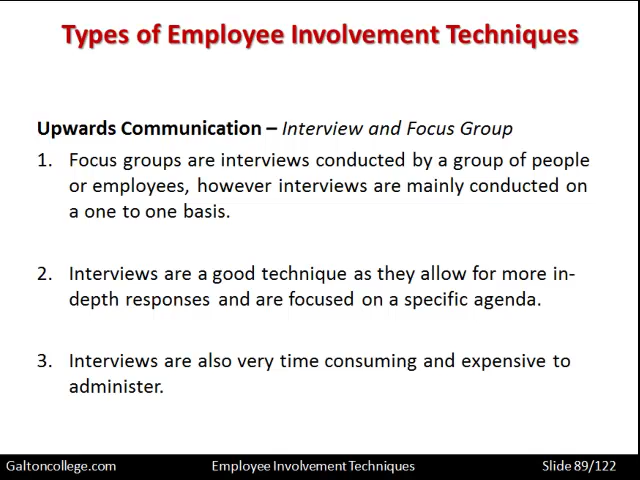 Types of Employee Involvement Techniques
Upwards Communication – Interview and Focus Group
1. Focus groups are interviews conducted by a group of people
or employees, however interviews are mainly conducted on
a one to one basis.
2. Interviews are a good technique as they allow for more in-
depth responses and are focused on a specific agenda.
3. Interviews are also very time consuming and expensive to
administer.
Galtoncollege.com Employee Involvement Techniques Slide 89/122